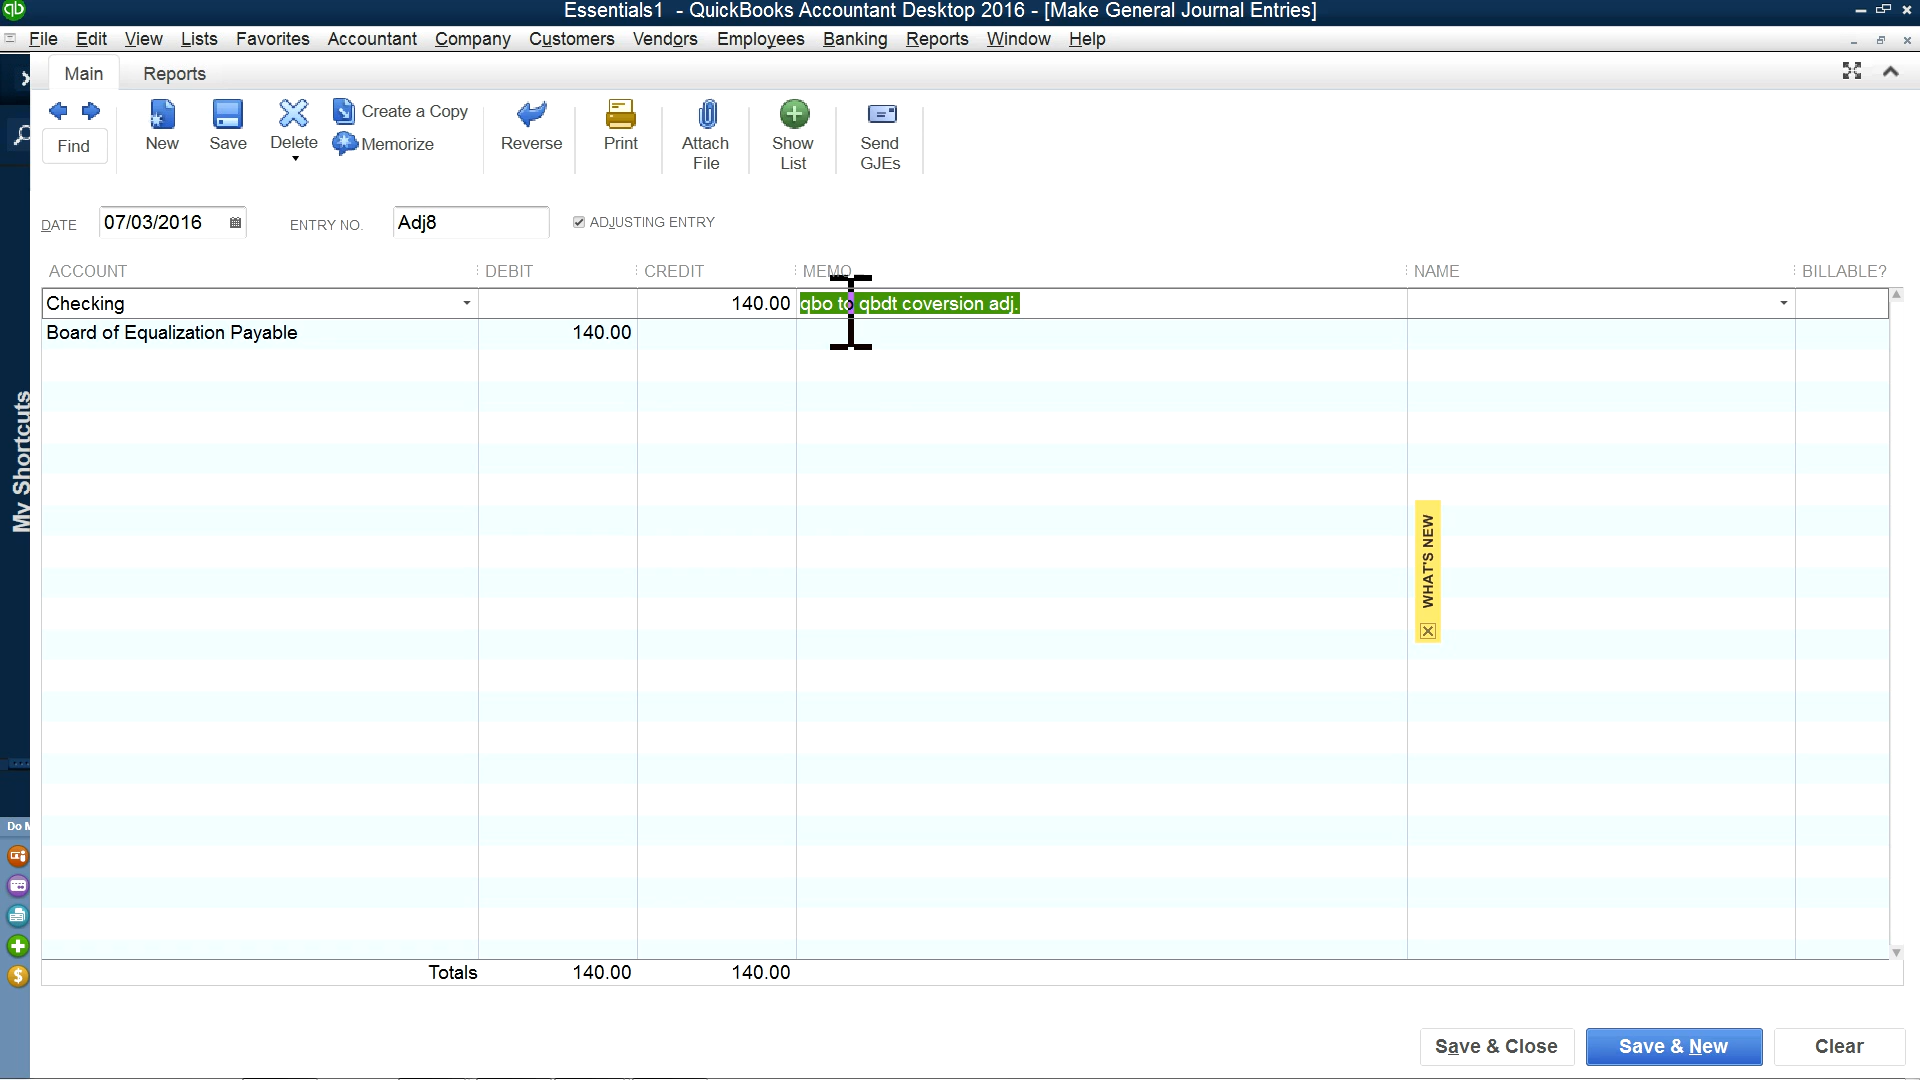 qb Essentials1 - QuickBooks Accountant Desktop 2016 - [Make General Journal Entries]
File Edit View Lists Favorites Accountant Company Customers Vendors Employees Banking Reports Window Help
Main Reports
Find New Save Delete Create a Copy Memorize Reverse Print Attach File Show List Send GJEs
DATE 07/03/2016 ENTRY NO. Adj8 ADJUSTING ENTRY
ACCOUNT DEBIT CREDIT MEMO NAME BILLABLE?
Checking 140.00 qbo to qbdt coversion adj.
Board of Equalization Payable 140.00
My Shortcuts
WHAT'S NEW
Do
Totals 140.00 140.00
Save & Close Save & New Clear